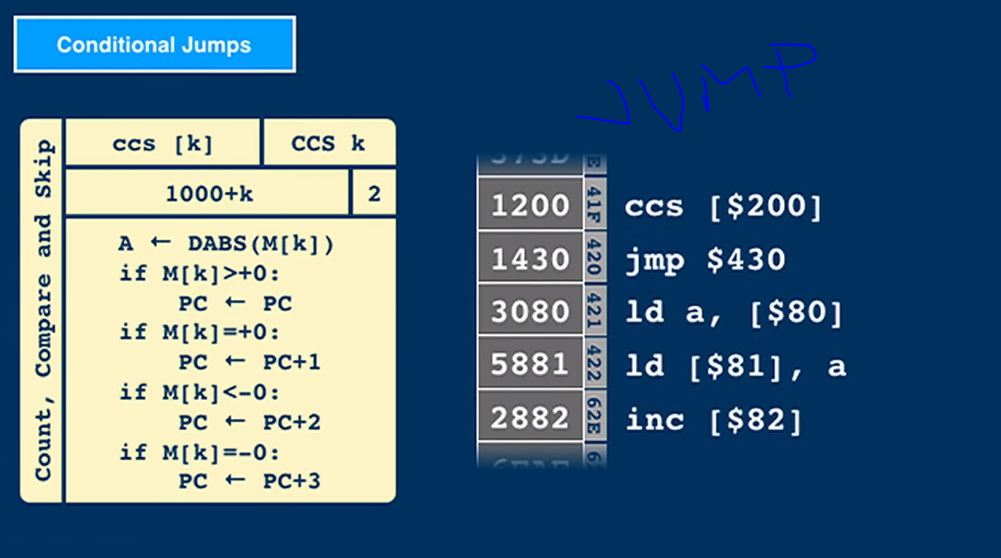 Conditional Jumps
JUMP
Count, Compare and Skip
ccs [k] CCS k
1000+k 2
A ← DABS(M[k])
if M[k]>+0:
PC ← PC
if M[k]=+0:
PC ← PC+1
if M[k]<-0:
PC ← PC+2
if M[k]=-0:
PC ← PC+3
1200 41F ccs [$200]
1430 420 jmp $430
3080 421 ld a, [$80]
5881 422 ld [$81], a
2882 62E inc [$82]